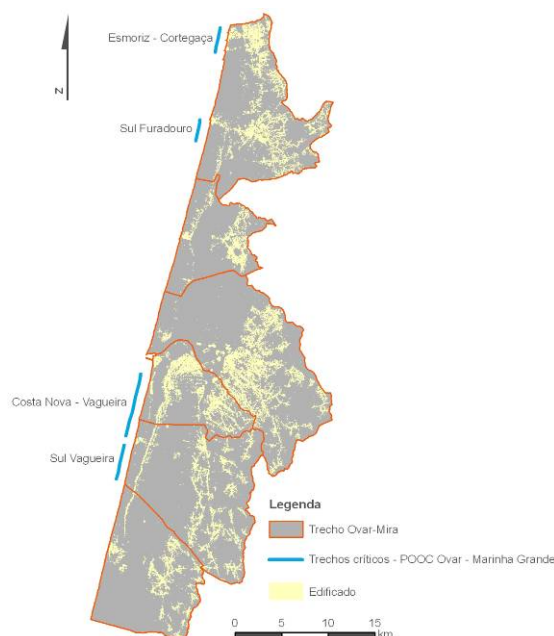 Esmoriz - Cortegaça
N
Sul Furadouro
Costa Nova - Vagueira
Sul Vagueira
Legenda
Trecho Ovar-Mira
Trechos críticos - POOC Ovar - Marinha Grande
Edificado
0 5 10 15
km